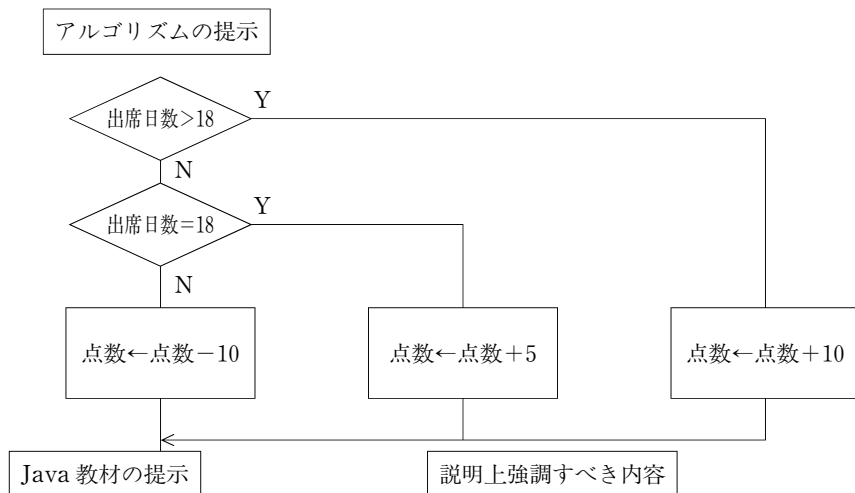 アルゴリズムの提示
Y
出席日数>18
N
Y
出席日数=18
N
点数←点数-10
点数←点数+5
点数←点数+10
Java 教材の提示
説明上強調すべき内容